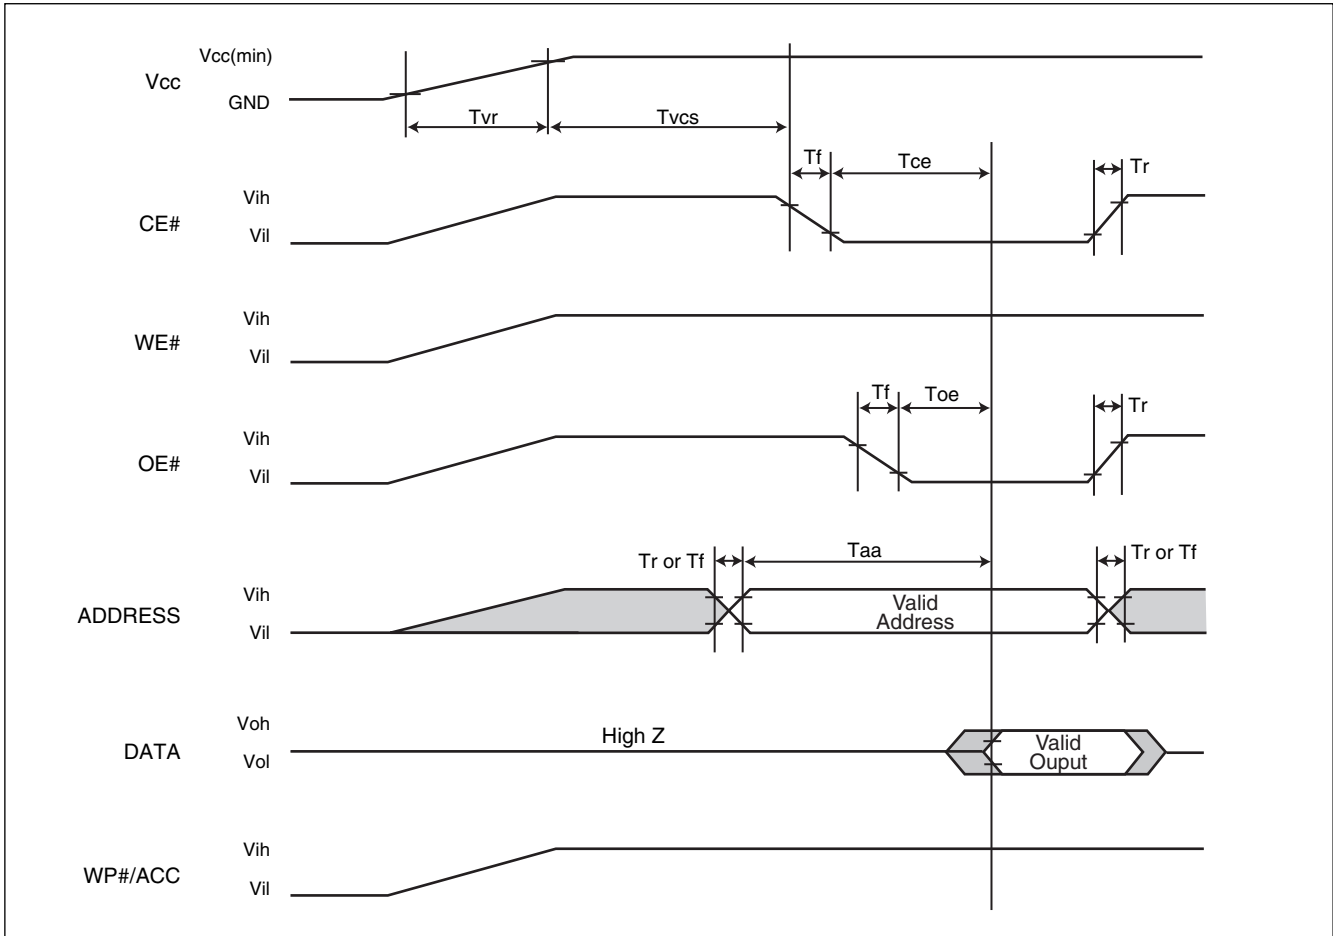 Vcc(min)
Vcc
GND
Tvr
Tvcs
Tf
Tce
Tr
Vih
CE#
Vil
Vih
WE#
Vil
Tf
Toe
Tr
Vih
OE#
Vil
Tr or Tf
Taa
Tr or Tf
Vih
ADDRESS
Vil
Valid
Address
Voh
DATA
Vol
High Z
Valid
Ouput
Vih
WP#/ACC
Vil